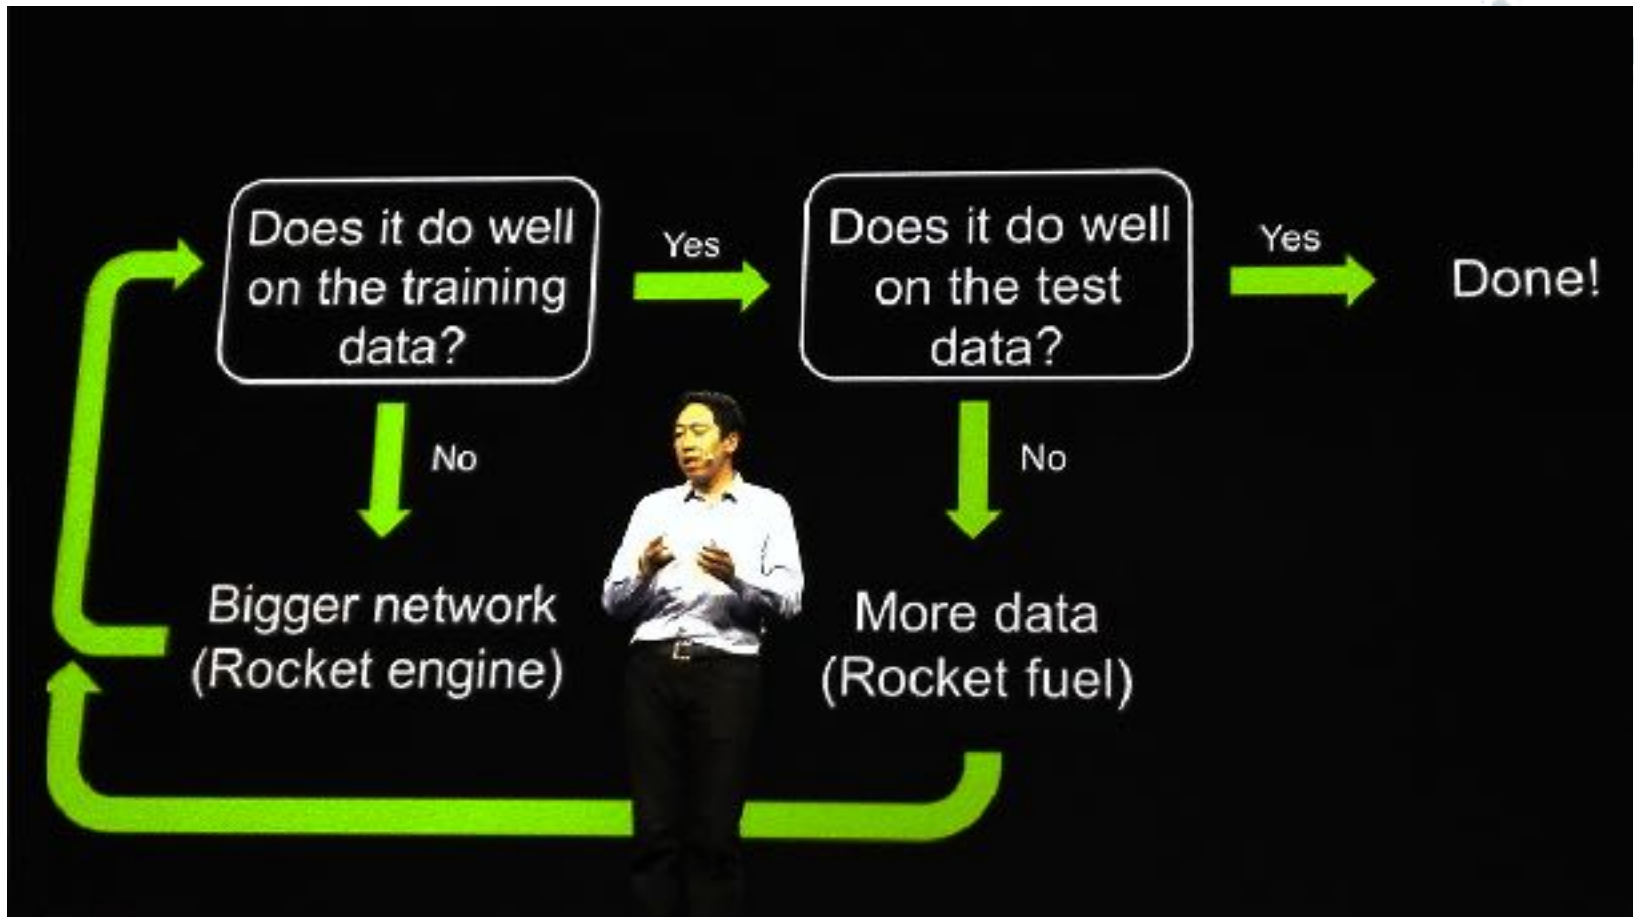 Does it do well
on the training
data?
Yes
Does it do well
on the test
data?
Yes
Done!
No
No
Bigger network
(Rocket engine)
More data
(Rocket fuel)